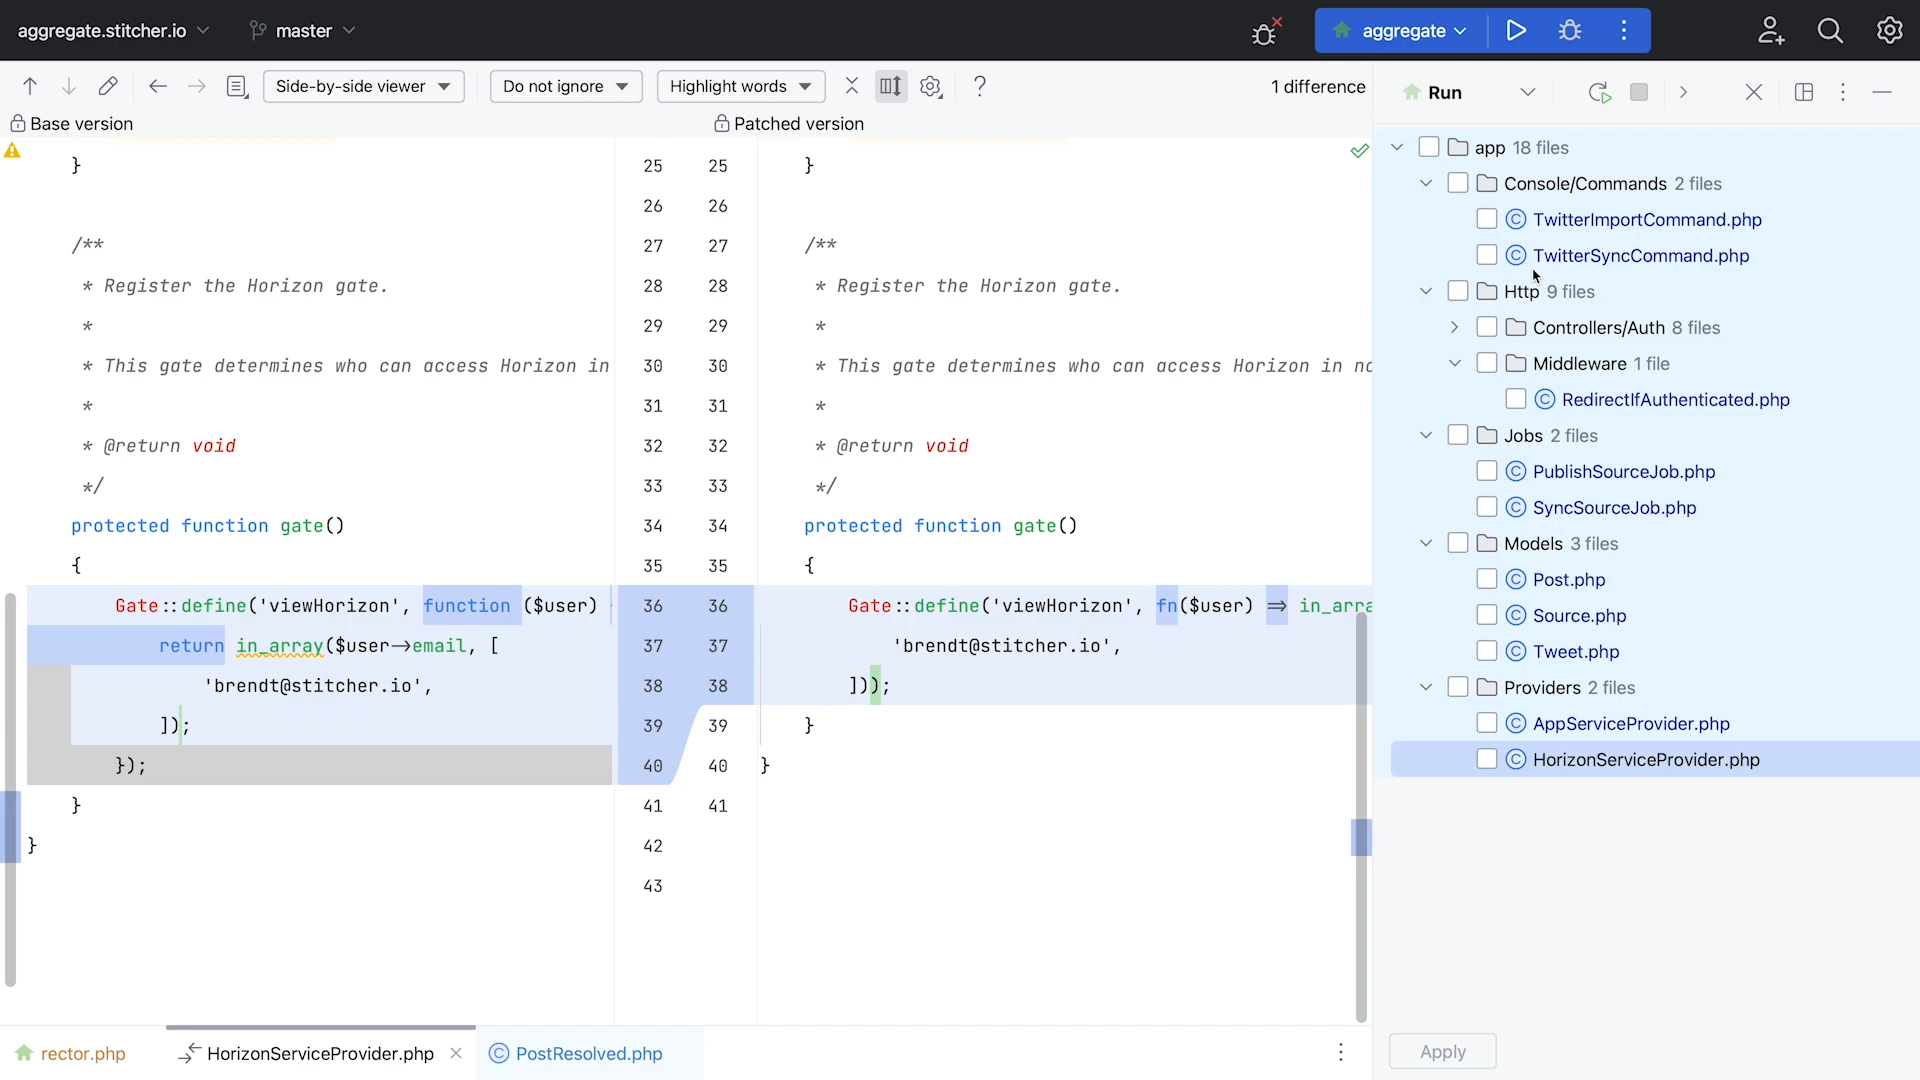 aggregate.stitcher.io master aggregate
Side-by-side viewer Do not ignore Highlight words ? 1 difference
Run
Base version
Patched version
} 25 25 }
26 26
/** 27 27 /**
* Register the Horizon gate. 28 28 * Register the Horizon gate.
* 29 29 *
* This gate determines who can access Horizon in 30 30 * This gate determines who can access Horizon in no
* 31 31 *
* @return void 32 32 * @return void
*/ 33 33 */
protected function gate() 34 34 protected function gate()
{ 35 35 {
Gate::define('viewHorizon', function ($user) 36 36 Gate::define('viewHorizon', fn($user) => in_arra
return in_array($user->email, [ 37 37 'brendt@stitcher.io',
'brendt@stitcher.io', 38 38 ]));
]); 39 39 }
}); 40 40 }
} 41 41
} 42
43
app 18 files
Console/Commands 2 files
TwitterImportCommand.php
TwitterSyncCommand.php
Http 9 files
Controllers/Auth 8 files
Middleware 1 file
RedirectIfAuthenticated.php
Jobs 2 files
PublishSourceJob.php
SyncSourceJob.php
Models 3 files
Post.php
Source.php
Tweet.php
Providers 2 files
AppServiceProvider.php
HorizonServiceProvider.php
rector.php HorizonServiceProvider.php PostResolved.php
Apply